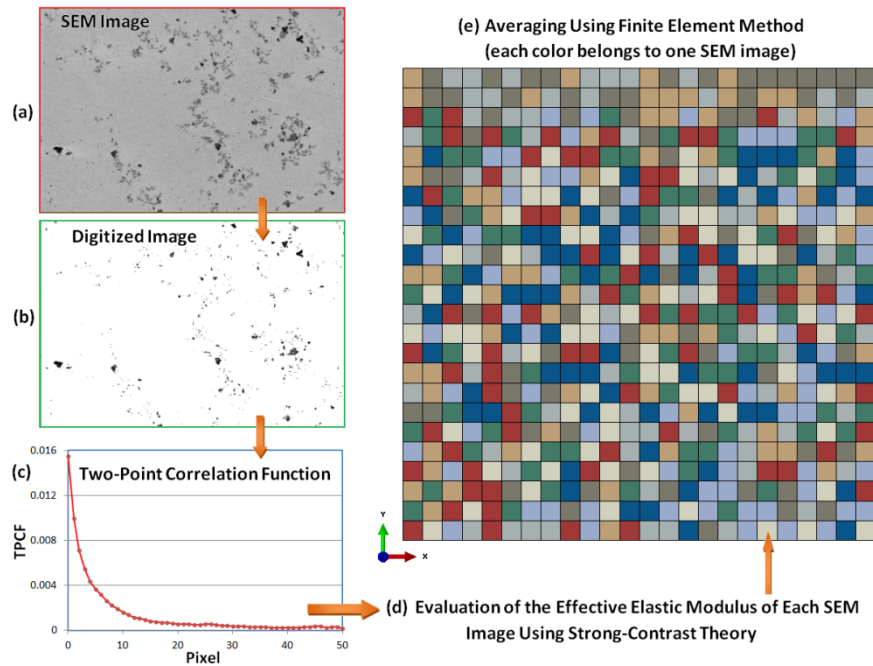 SEM Image
(a)
Digitized Image
(b)
(c)
Two-Point Correlation Function
0.016
0.012
0.008
0.004
0
TPCF
0
10
20
30
40
50
Pixel
(d) Evaluation of the Effective Elastic Modulus of Each SEM
Image Using Strong-Contrast Theory
(e) Averaging Using Finite Element Method
(each color belongs to one SEM image)
Y
X